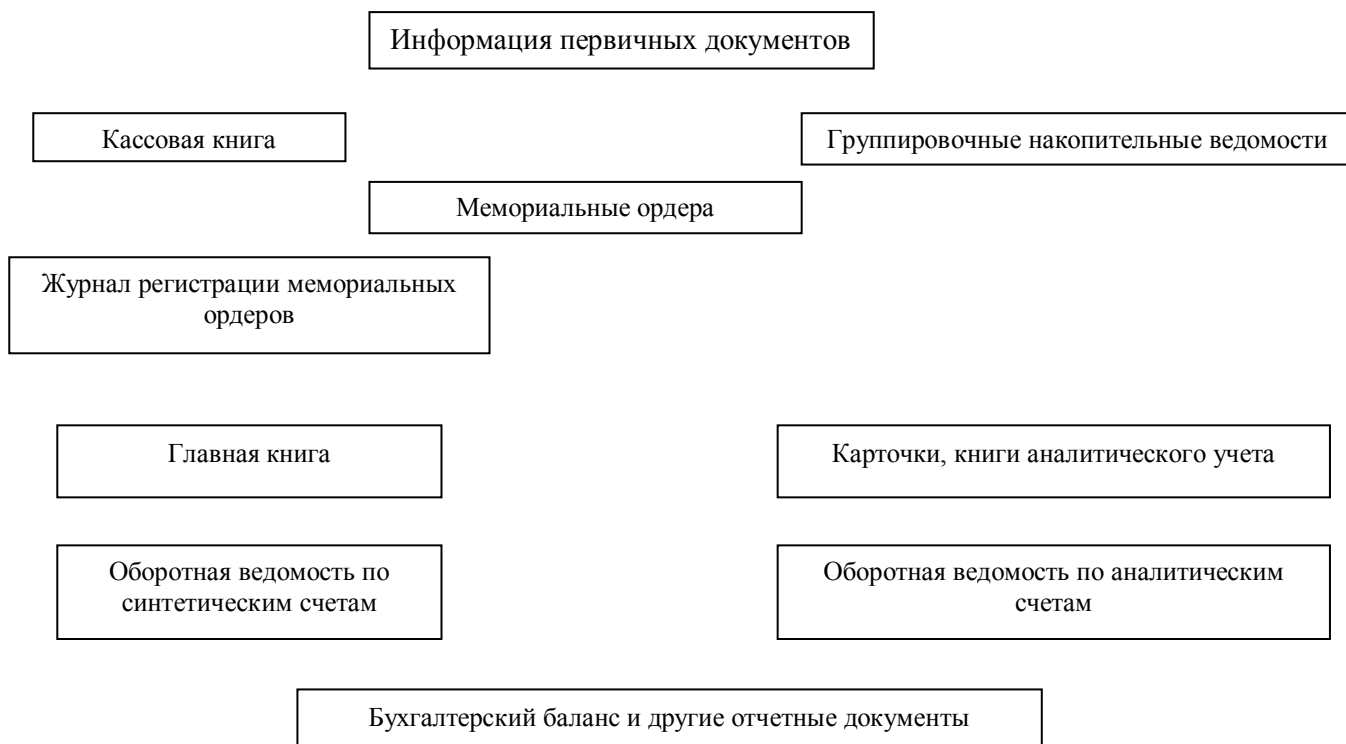 Информация первичных документов
Кассовая книга
Группировочные накопительные ведомости
Мемориальные ордера
Журнал регистрации мемориальных
ордеров
Главная книга
Карточки, книги аналитического учета
Оборотная ведомость по
синтетическим счетам
Оборотная ведомость по аналитическим
счетам
Бухгалтерский баланс и другие отчетные документы